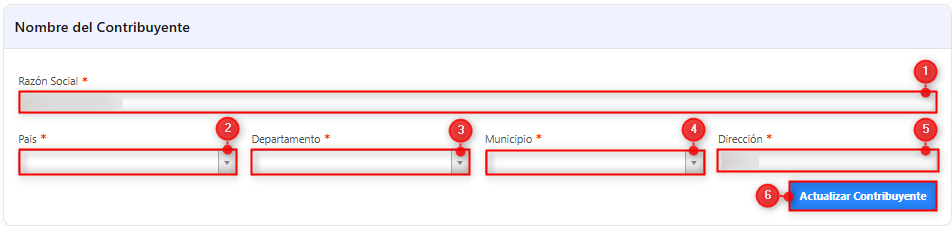 Nombre del Contribuyente
Razón Social *
1
Pais *
2
Departamento *
3
Municipio *
4
Dirección *
5
6
Actualizar Contribuyente